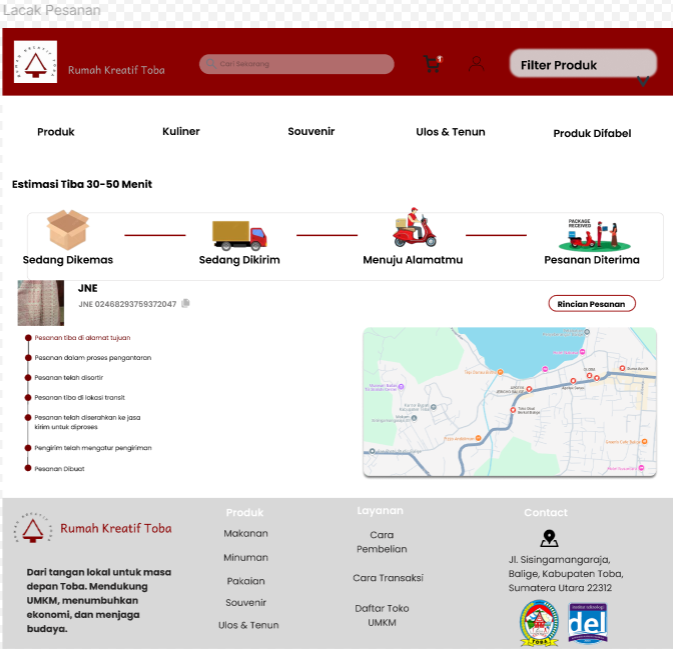 Lacak Pesanan
Rumah Kreatif Toba
Cari Sekarang
1
Filter Produk
Produk
Kuliner
Souvenir
Ulos & Tenun
Produk Difabel
Estimasi Tiba 30-50 Menit
PACKAGE
RECEIVED
Sedang Dikemas
Sedang Dikirim
Menuju Alamatmu
Pesanan Diterima
JNE
JNE 02468293759372047
Rincian Pesanan
Pesanan tiba di alamat tujuan
Pesanan dalam proses pengantaran
Pesanan telah disortir
Pesanan tiba di lokasi transit
Pesanan telah diserahkan ke jasa
kirim untuk diproses
Pengirim telah mengatur pengiriman
Pesanan Dibuat
Rumah Kreatif Toba
Dari tangan lokal untuk masa
depan Toba. Mendukung
UMKM, menumbuhkan
ekonomi, dan menjaga
budaya.
Produk
Makanan
Minuman
Pakaian
Souvenir
Ulos & Tenun
Layanan
Cara
Pembelian
Cara Transaksi
Daftar Toko
UMKM
Contact
Jl. Sisingamangaraja,
Balige, Kabupaten Toba,
Sumatera Utara 22312
TOBA
del